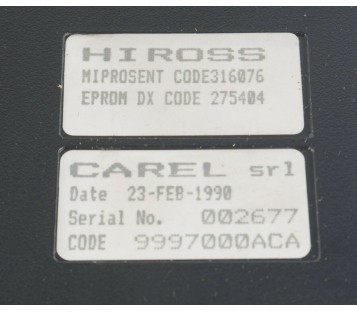 HIROSS
MIPROSENT CODE316076
EPROM DX CODE 275404
CAREL srl
Date 23-FEB-1990
Serial No. 002677
CODE 9997000ACA